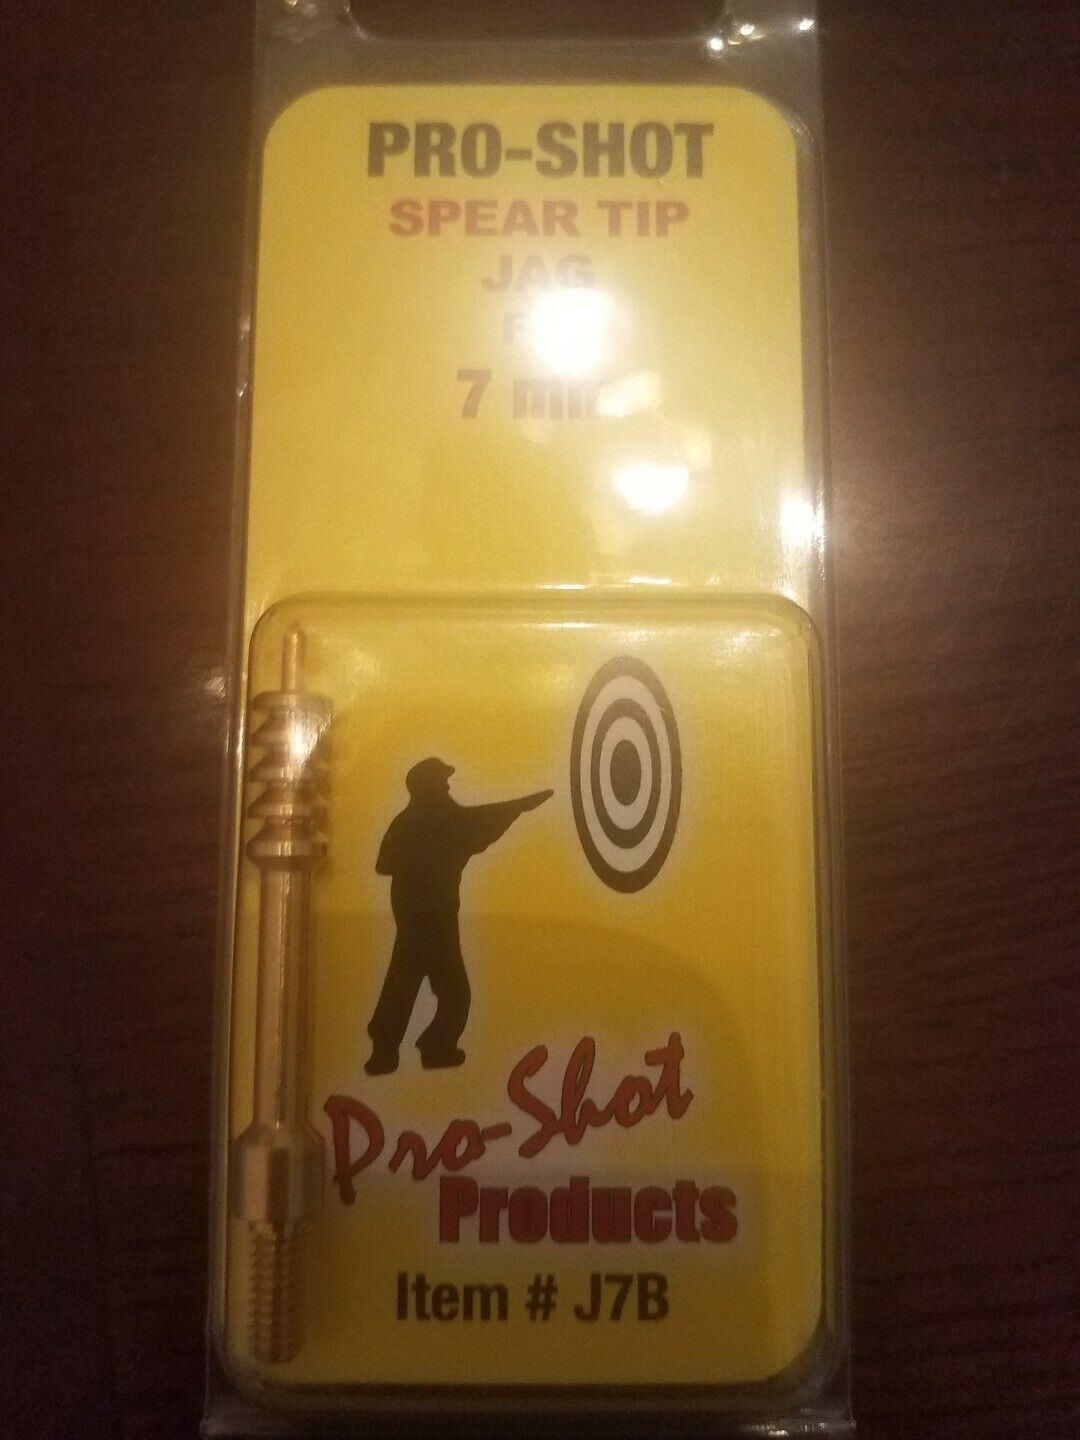 PRO-SHOT
SPEAR TIP
JAG
7 mm
Pro-Shot
Products
Item # J7B